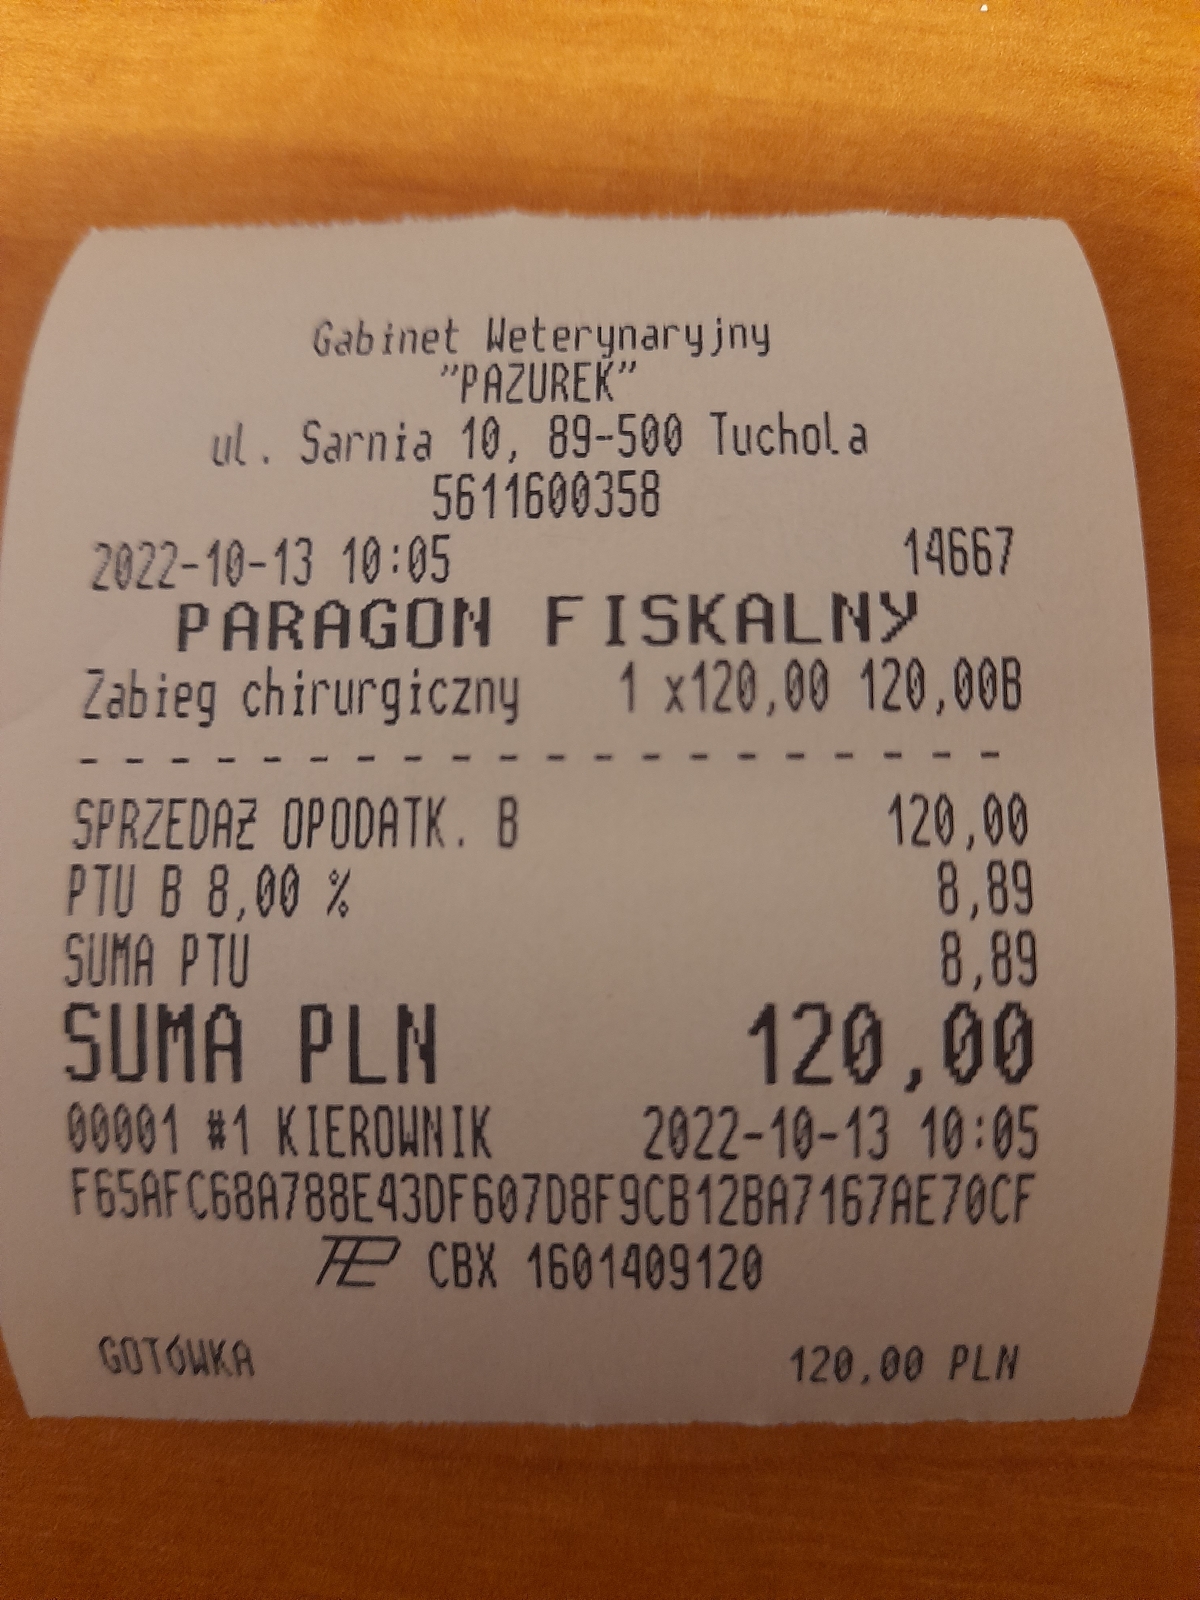 Gabinet Weterynaryjny
"PAZUREK"
ul. Sarnia 10, 89-500 Tuchola
5611600358
2022-10-13 10:05 14667
PARAGON FISKALNY
Zabieg chirurgiczny 1 x120,00 120,00B
- - - - - - - - - - - - - - - - - - - -
SPRZEDAŻ OPODATK. B 120,00
PTU B 8,00 % 8,89
SUMA PTU 8,89
SUMA PLN 120,00
00001 #1 KIEROWNIK 2022-10-13 10:05
F65AFC68A788E43DF607D8F9CB12BA7167AE70CF
CBX 1601409120
GOTÓWKA 120,00 PLN